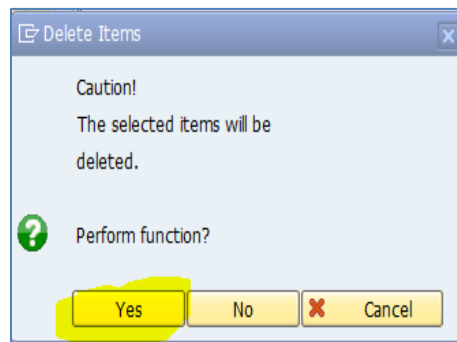 Delete Items
Caution!
The selected items will be
deleted.
Perform function?
Yes No Cancel